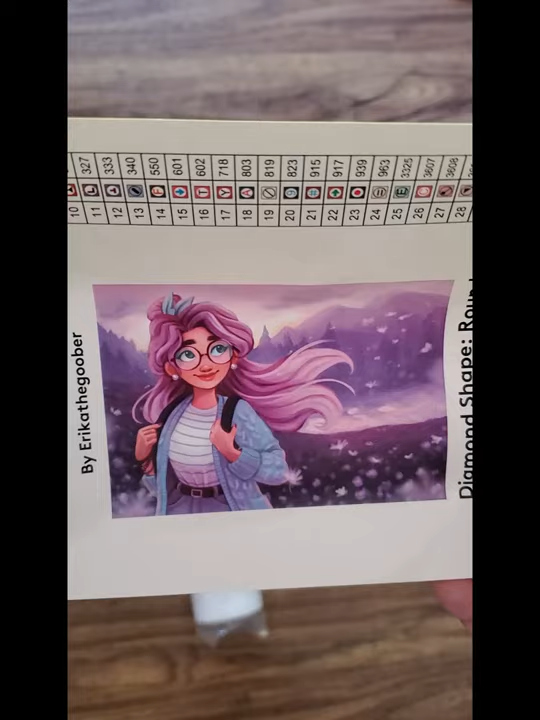 10
11 327
12 333
13 340
14 F 550
15 601
16 I 602
17 Y 718
18 A 803
19 819
20 9 823
21 915
22 917
23 939
24 963
25 E 3325
26 3607
27 3608
28
By Erikathegoober
Diamond Shape: